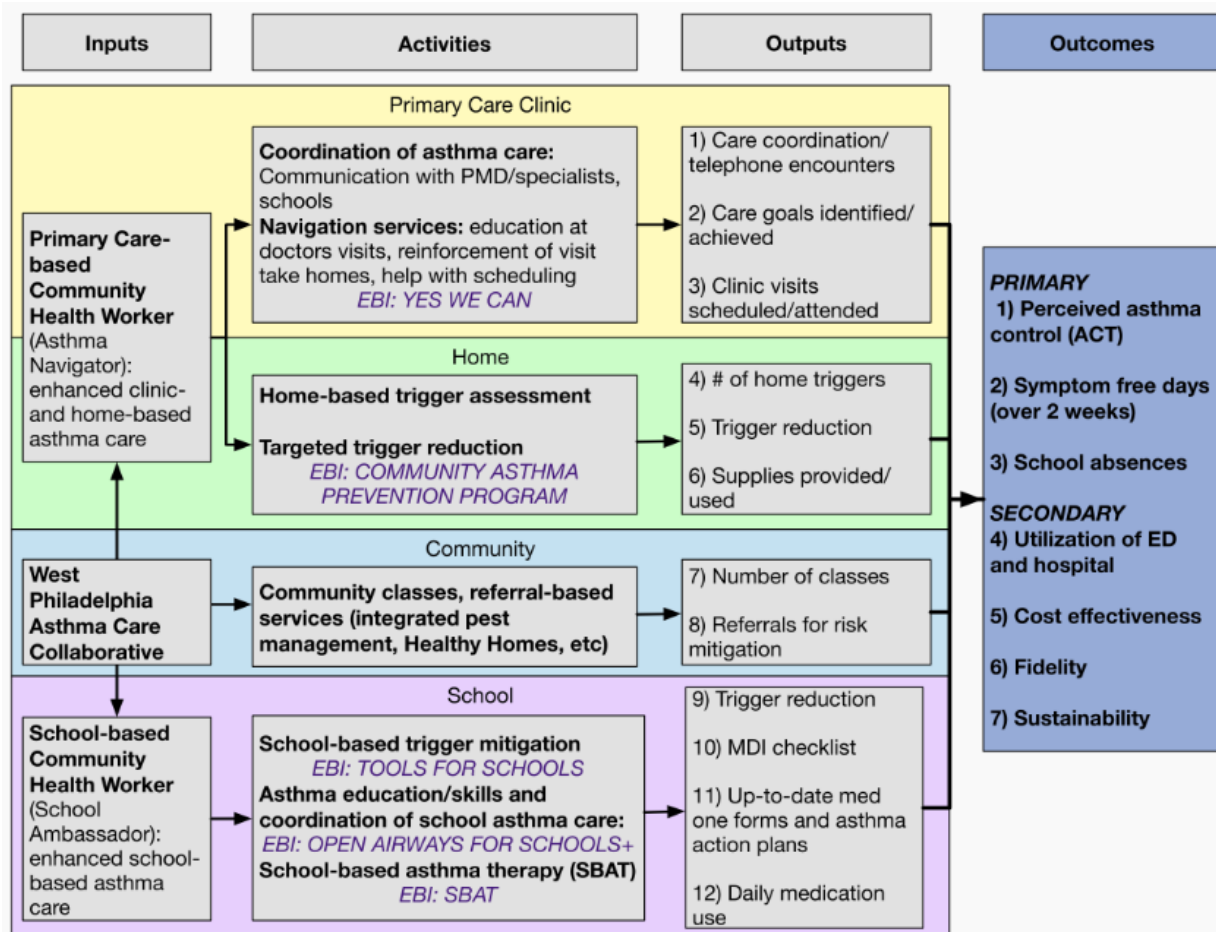 Inputs
Activities
Outputs
Outcomes
Primary Care Clinic
Primary Care-
based
Community
Health Worker
(Asthma
Navigator):
enhanced clinic-
and home-based
asthma care
Coordination of asthma care:
Communication with PMD/specialists,
schools
Navigation services: education at
doctors visits, reinforcement of visit
take homes, help with scheduling
EBI: YES WE CAN
1) Care coordination/
telephone encounters
2) Care goals identified/
achieved
3) Clinic visits
scheduled/attended
Home
Home-based trigger assessment
Targeted trigger reduction
EBI: COMMUNITY ASTHMA
PREVENTION PROGRAM
4) # of home triggers
5) Trigger reduction
6) Supplies provided/
used
Community
West
Philadelphia
Asthma Care
Collaborative
Community classes, referral-based
services (integrated pest
management, Healthy Homes, etc)
7) Number of classes
8) Referrals for risk
mitigation
School
School-based
Community
Health Worker
(School
Ambassador):
enhanced school-
based asthma
care
School-based trigger mitigation
EBI: TOOLS FOR SCHOOLS
Asthma education/skills and
coordination of school asthma care:
EBI: OPEN AIRWAYS FOR SCHOOLS+
School-based asthma therapy (SBAT)
EBI: SBAT
9) Trigger reduction
10) MDI checklist
11) Up-to-date med
one forms and asthma
action plans
12) Daily medication
use
PRIMARY
1) Perceived asthma
control (ACT)
2) Symptom free days
(over 2 weeks)
3) School absences
SECONDARY
4) Utilization of ED
and hospital
5) Cost effectiveness
6) Fidelity
7) Sustainability